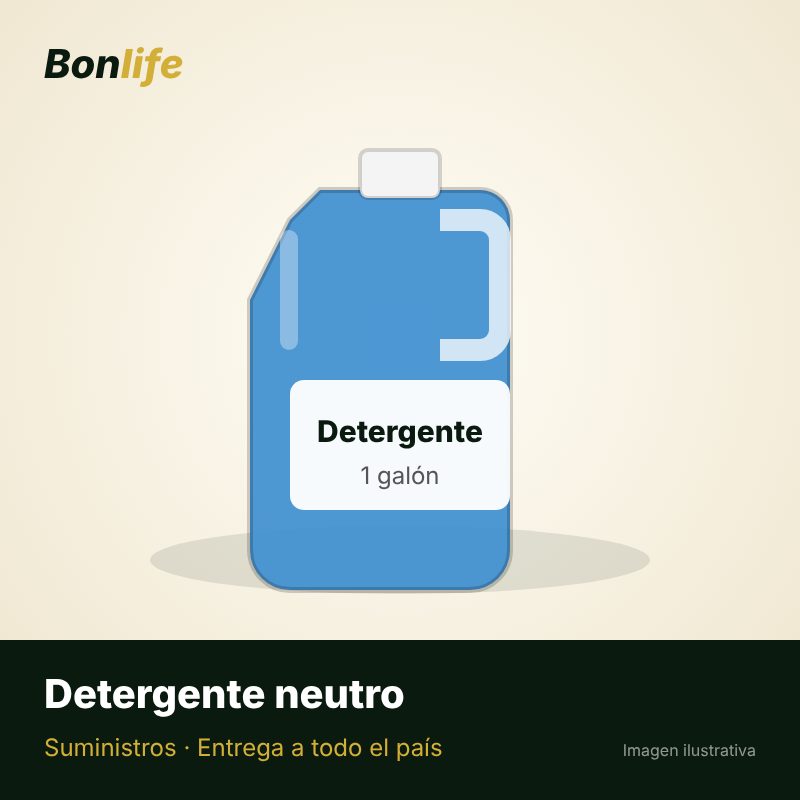 Bonlife
Detergente
1 galón
Detergente neutro
Suministros · Entrega a todo el país
Imagen ilustrativa